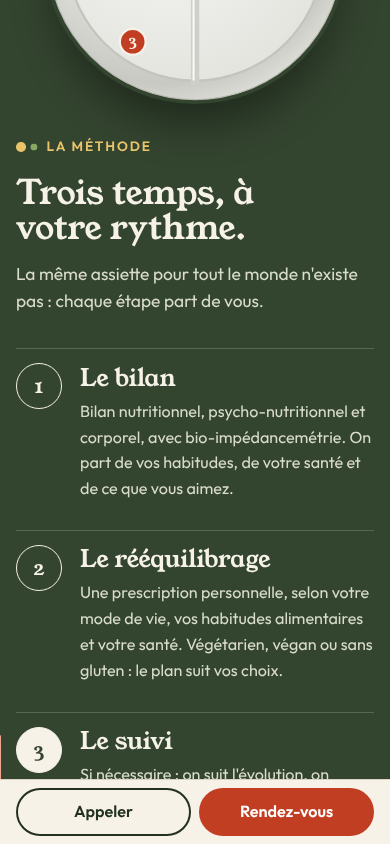 3
LA MÉTHODE
Trois temps, à
votre rythme.
La même assiette pour tout le monde n'existe
pas : chaque étape part de vous.
1
Le bilan
Bilan nutritionnel, psycho-nutritionnel et
corporel, avec bio-impédancemétrie. On
part de vos habitudes, de votre santé et
de ce que vous aimez.
2
Le rééquilibrage
Une prescription personnelle, selon votre
mode de vie, vos habitudes alimentaires
et votre santé. Végétarien, végan ou sans
gluten : le plan suit vos choix.
3
Le suivi
Si nécessaire : on suit l'évolution, on
Appeler
Rendez-vous